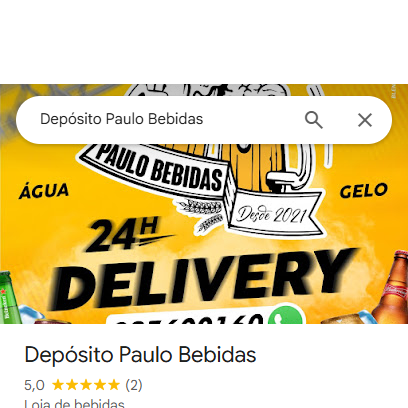 Depósito Paulo Bebidas
PAULO BEBIDAS
Desde 2021
ÁGUA
GELO
24H
DELIVERY
Depósito Paulo Bebidas
5,0 ★★★★★ (2)
Loja de bebidas